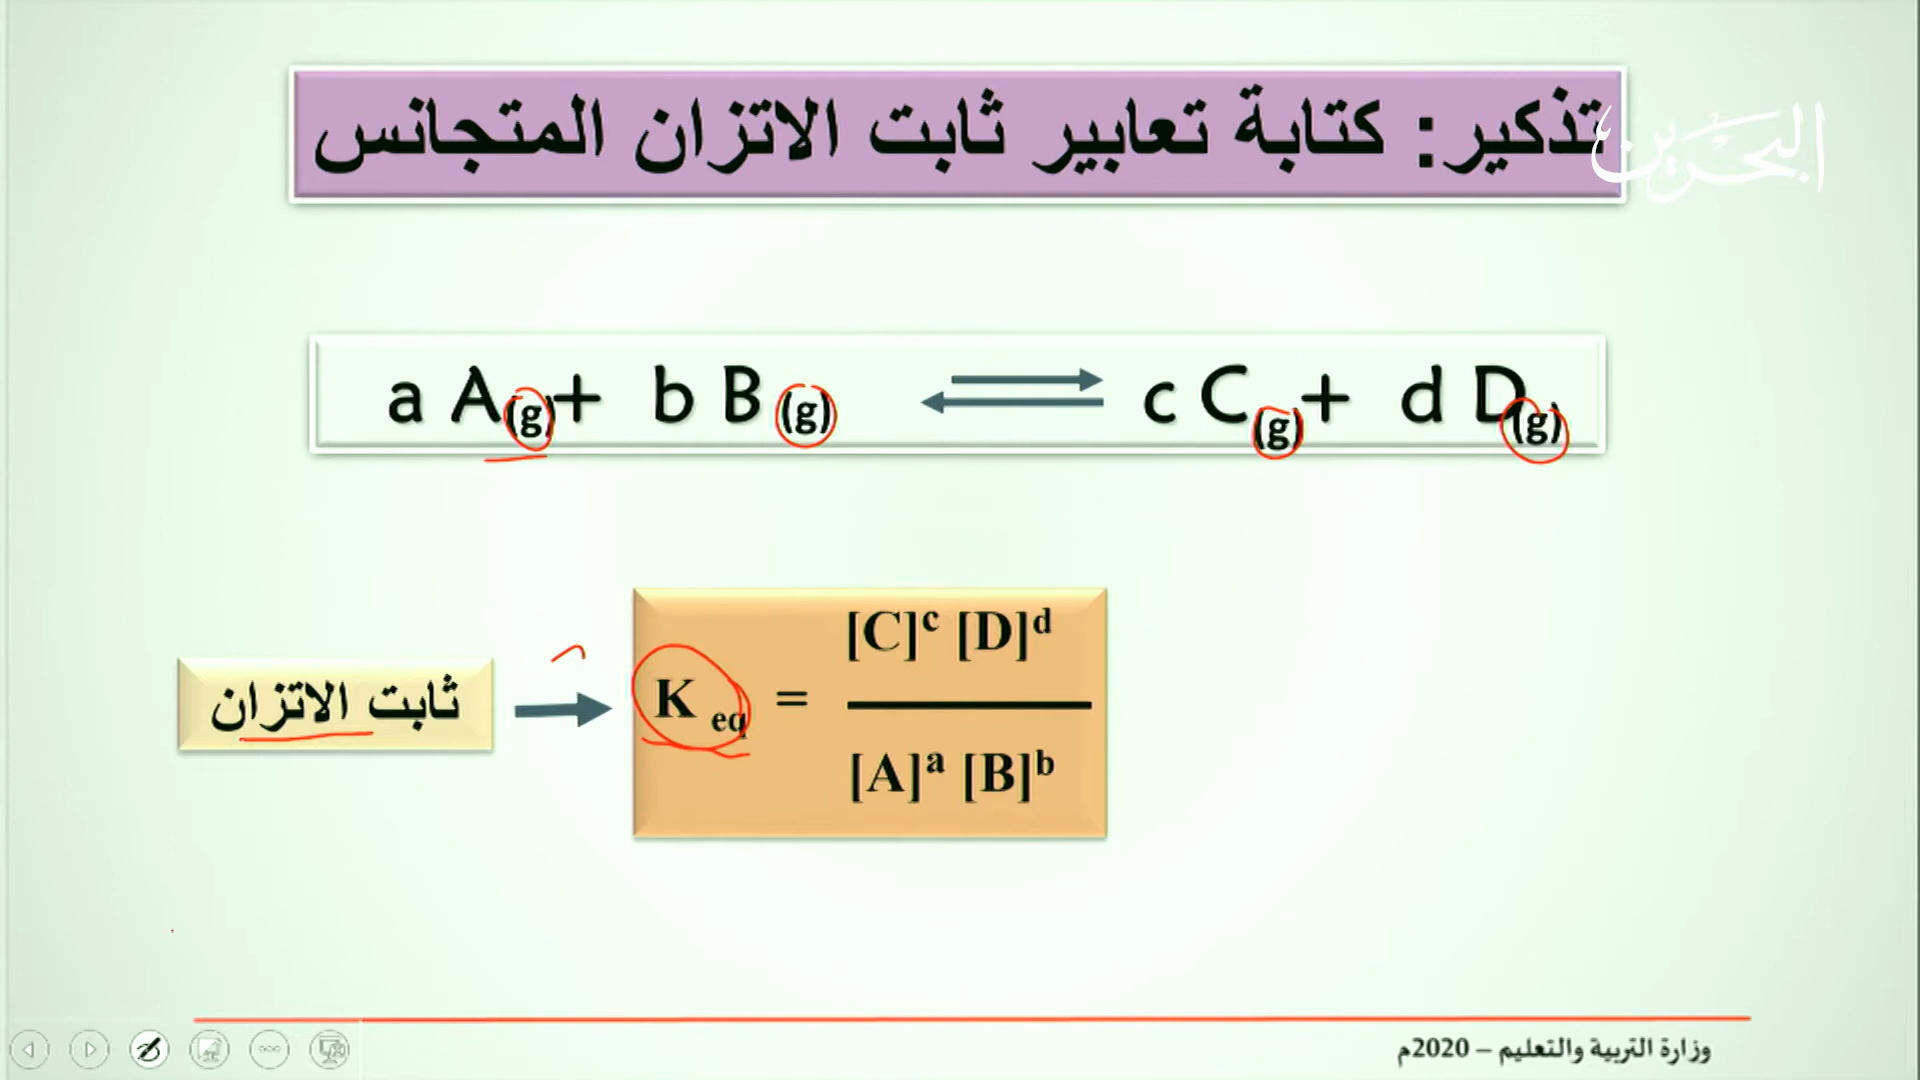 تذكير: كتابة تعابير ثابت الاتزان المتجانس
البحرين
a A(g)+ b B (g) ⇌ c C(g)+ d D(g)
ثابت الاتزان → K eq = [C]ᶜ [D]ᵈ
[A]ᵃ [B]ᵇ
وزارة التربية والتعليم – 2020م